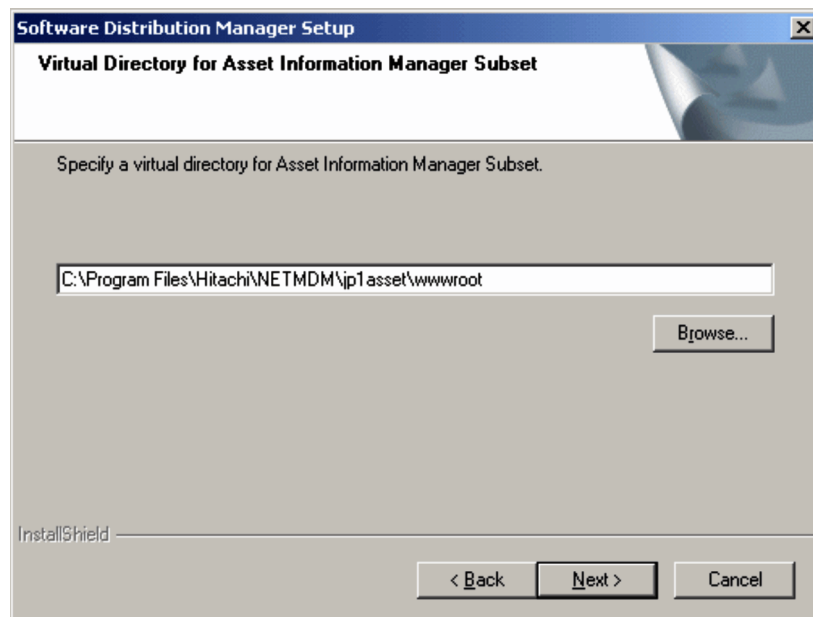 Software Distribution Manager Setup
Virtual Directory for Asset Information Manager Subset
Specify a virtual directory for Asset Information Manager Subset.
C:\Program Files\Hitachi\NETMDM\jp1asset\wwwroot
Browse...
InstallShield
< Back
Next >
Cancel